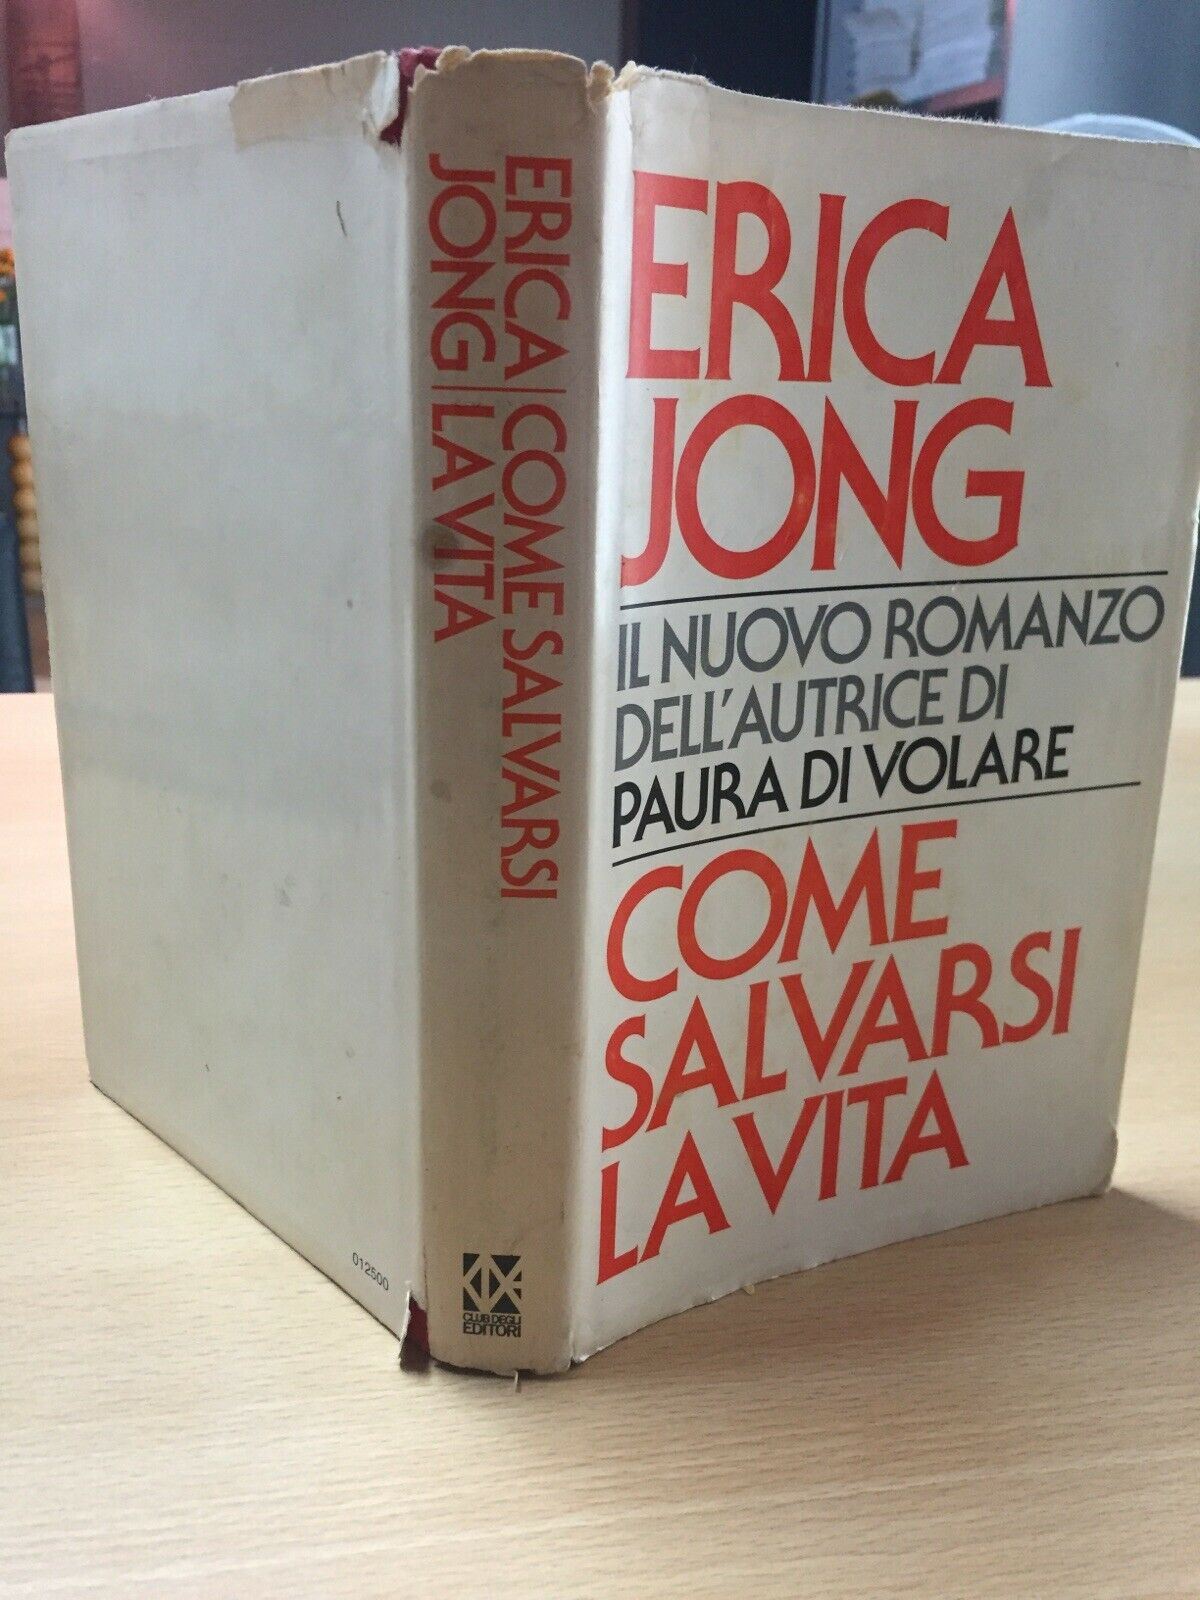 ERICA
JONG
IL NUOVO ROMANZO
DELL'AUTRICE DI
PAURA DI VOLARE
COME
SALVARSI
LA VITA
ERICA | COME SALVARSI
JONG | LA VITA
CLUB DEGLI
EDITORI
012500